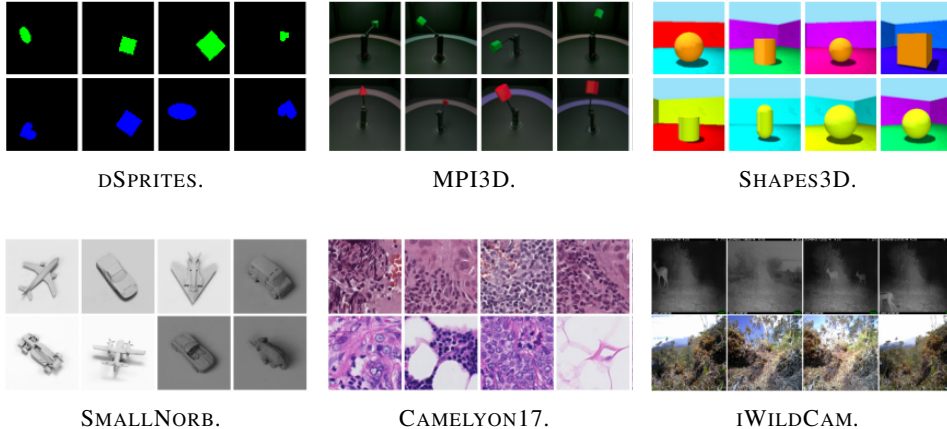 DSPRITES.
MPI3D.
SHAPES3D.
SMALLNORB.
CAMELYON17.
IWILDCAM.